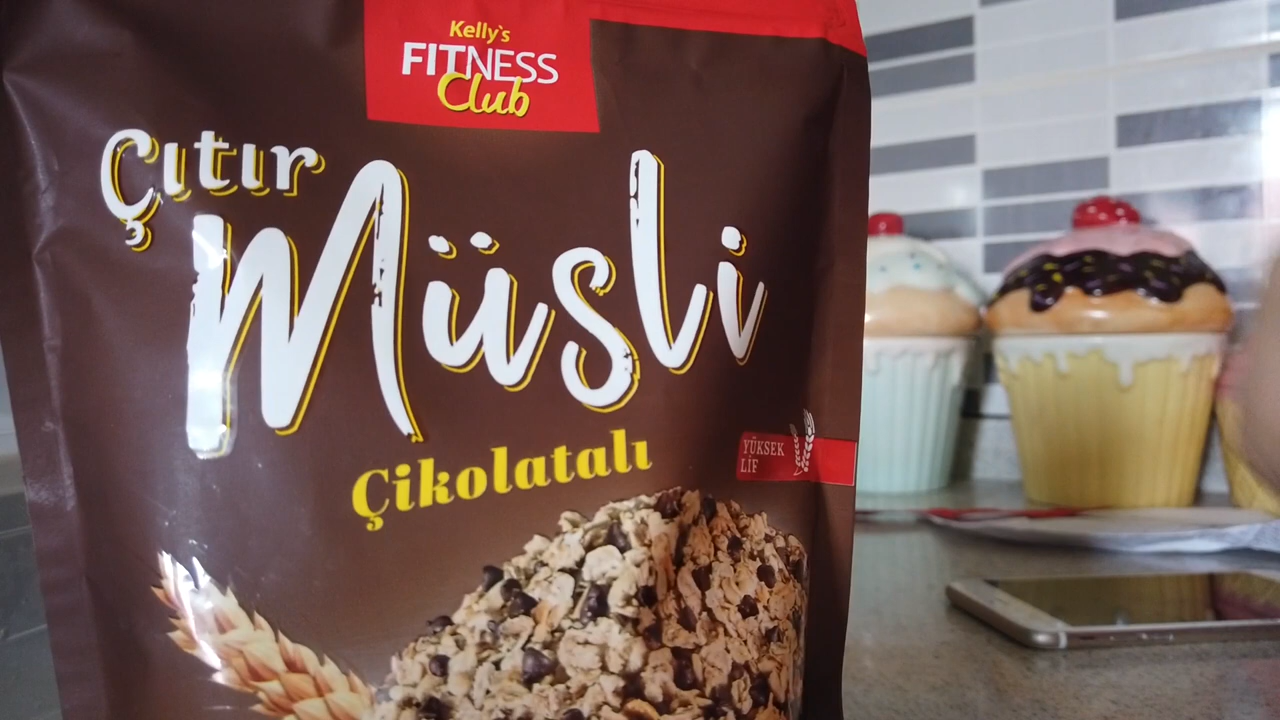 Kelly`s
FITNESS
Club
Çıtır
Müsli
Çikolatalı
YÜKSEK
LİF